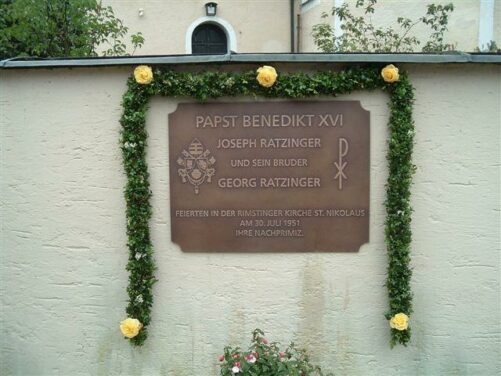 PAPST BENEDIKT XVI
JOSEPH RATZINGER
UND SEIN BRUDER
GEORG RATZINGER
FEIERTEN IN DER RIMSTINGER KIRCHE ST. NIKOLAUS
AM 30. JULI 1951
IHRE NACHPRIMIZ.